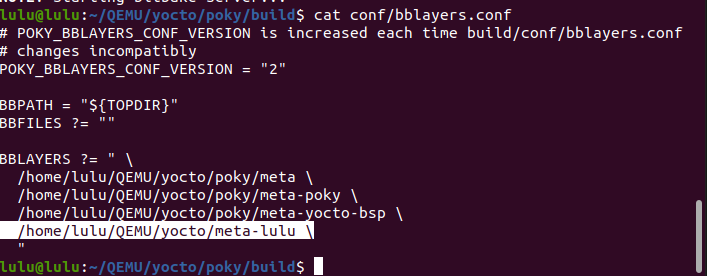 NOTE: Starting bitbake server...
lulu@lulu:~/QEMU/yocto/poky/build$ cat conf/bblayers.conf
# POKY_BBLAYERS_CONF_VERSION is increased each time build/conf/bblayers.conf
# changes incompatibly
POKY_BBLAYERS_CONF_VERSION = "2"

BBPATH = "${TOPDIR}"
BBFILES ?= ""

BBLAYERS ?= " \
  /home/lulu/QEMU/yocto/poky/meta \
  /home/lulu/QEMU/yocto/poky/meta-poky \
  /home/lulu/QEMU/yocto/poky/meta-yocto-bsp \
  /home/lulu/QEMU/yocto/meta-lulu \
  "
lulu@lulu:~/QEMU/yocto/poky/build$